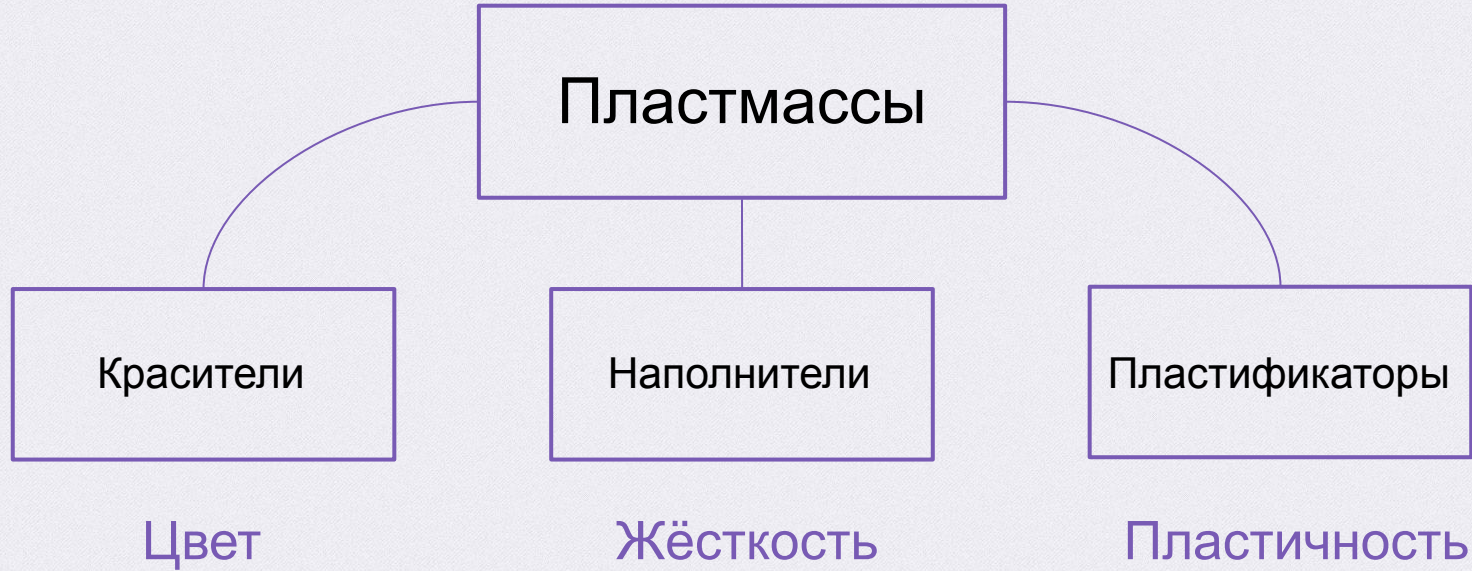 Пластмассы
Красители
Наполнители
Пластификаторы
Цвет
Жёсткость
Пластичность